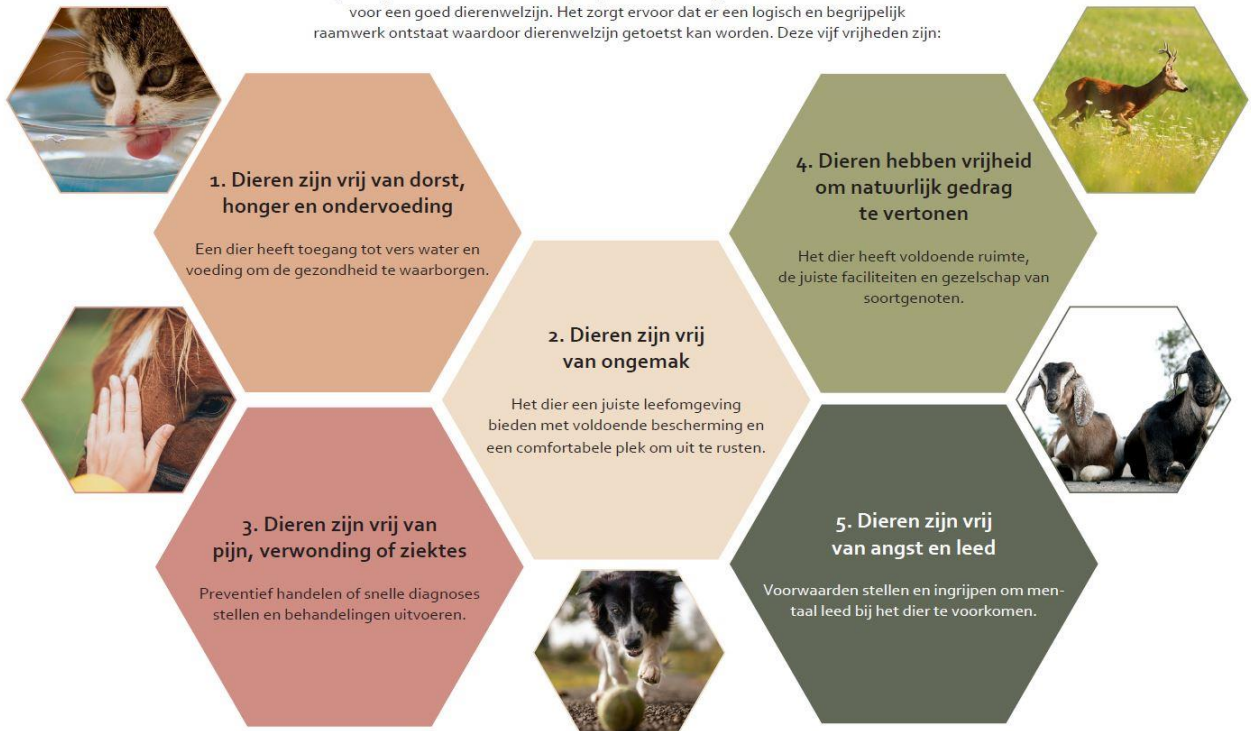 voor een goed dierenwelzijn. Het zorgt ervoor dat er een logisch en begrijpelijk
raamwerk ontstaat waardoor dierenwelzijn getoetst kan worden. Deze vijf vrijheden zijn:
1. Dieren zijn vrij van dorst,
honger en ondervoeding
Een dier heeft toegang tot vers water en
voeding om de gezondheid te waarborgen.
2. Dieren zijn vrij
van ongemak
Het dier een juiste leefomgeving
bieden met voldoende bescherming en
een comfortabele plek om uit te rusten.
3. Dieren zijn vrij van
pijn, verwonding of ziektes
Preventief handelen of snelle diagnoses
stellen en behandelingen uitvoeren.
4. Dieren hebben vrijheid
om natuurlijk gedrag
te vertonen
Het dier heeft voldoende ruimte,
de juiste faciliteiten en gezelschap van
soortgenoten.
5. Dieren zijn vrij
van angst en leed
Voorwaarden stellen en ingrijpen om men-
taal leed bij het dier te voorkomen.